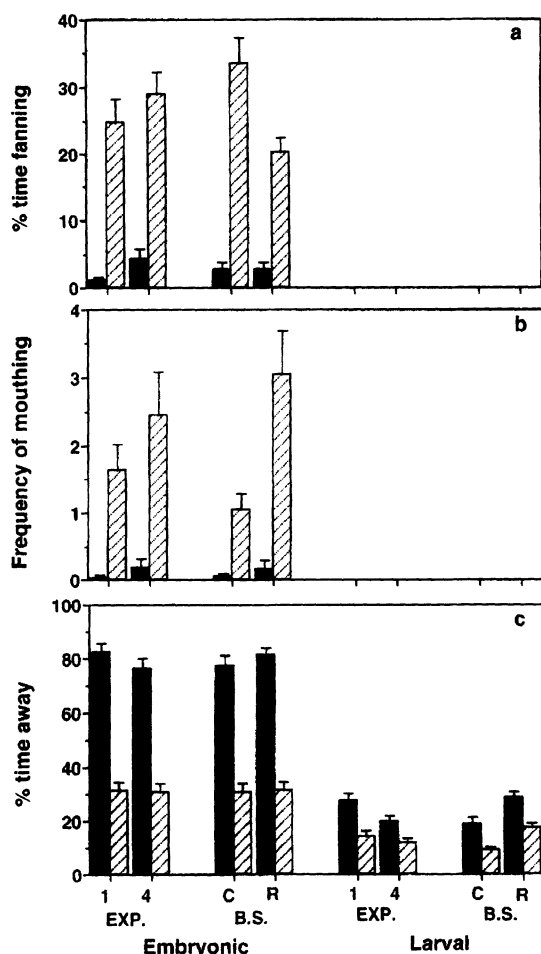 a
% time fanning
40
30
20
10
0
b
Frequency of mouthing
4
3
2
1
0
c
% time away
100
80
60
40
20
0
1 4 C R 1 4 C R
EXP. B.S. EXP. B.S.
Embryonic Larval